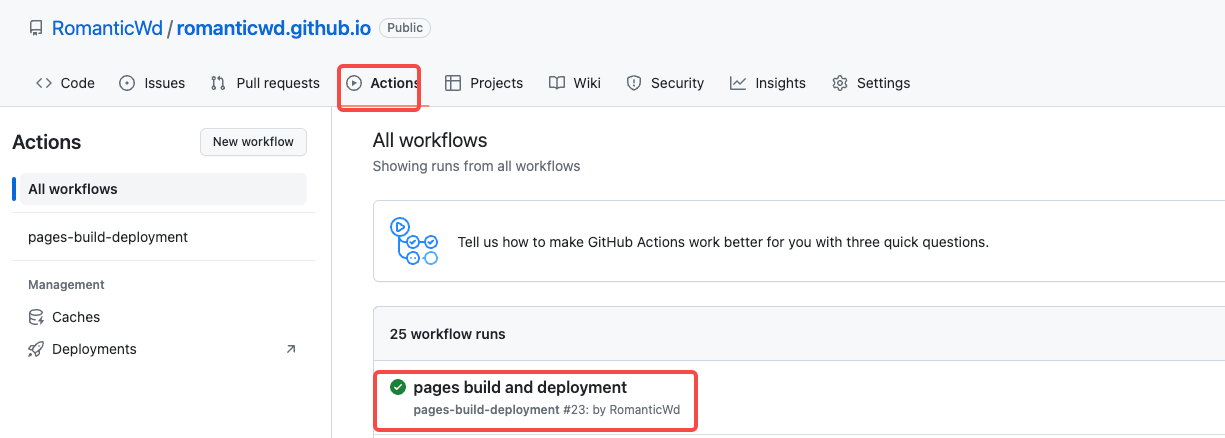 RomanticWd / romanticwd.github.io Public
Code Issues Pull requests Actions Projects Wiki Security Insights Settings
Actions New workflow
All workflows
pages-build-deployment
Management
Caches
Deployments
All workflows
Showing runs from all workflows
Tell us how to make GitHub Actions work better for you with three quick questions.
25 workflow runs
pages build and deployment
pages-build-deployment #23: by RomanticWd